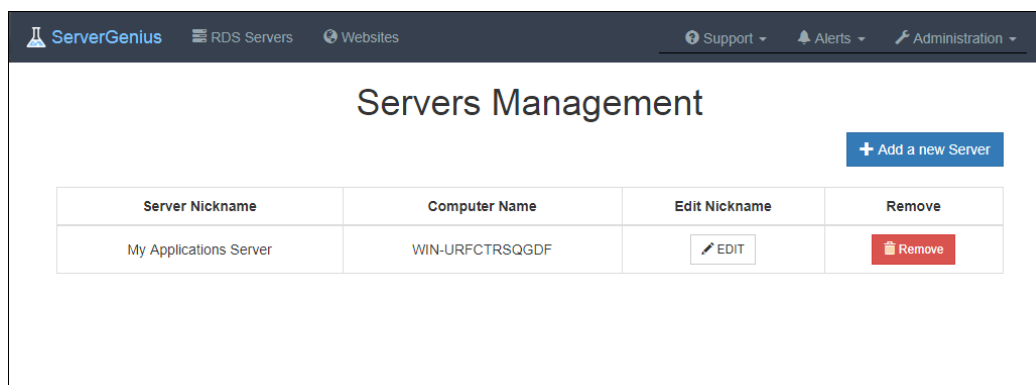 ServerGenius RDS Servers Websites Support Alerts Administration
Servers Management
Add a new Server
Server Nickname Computer Name Edit Nickname Remove
My Applications Server WIN-URFCTRSQGDF EDIT Remove